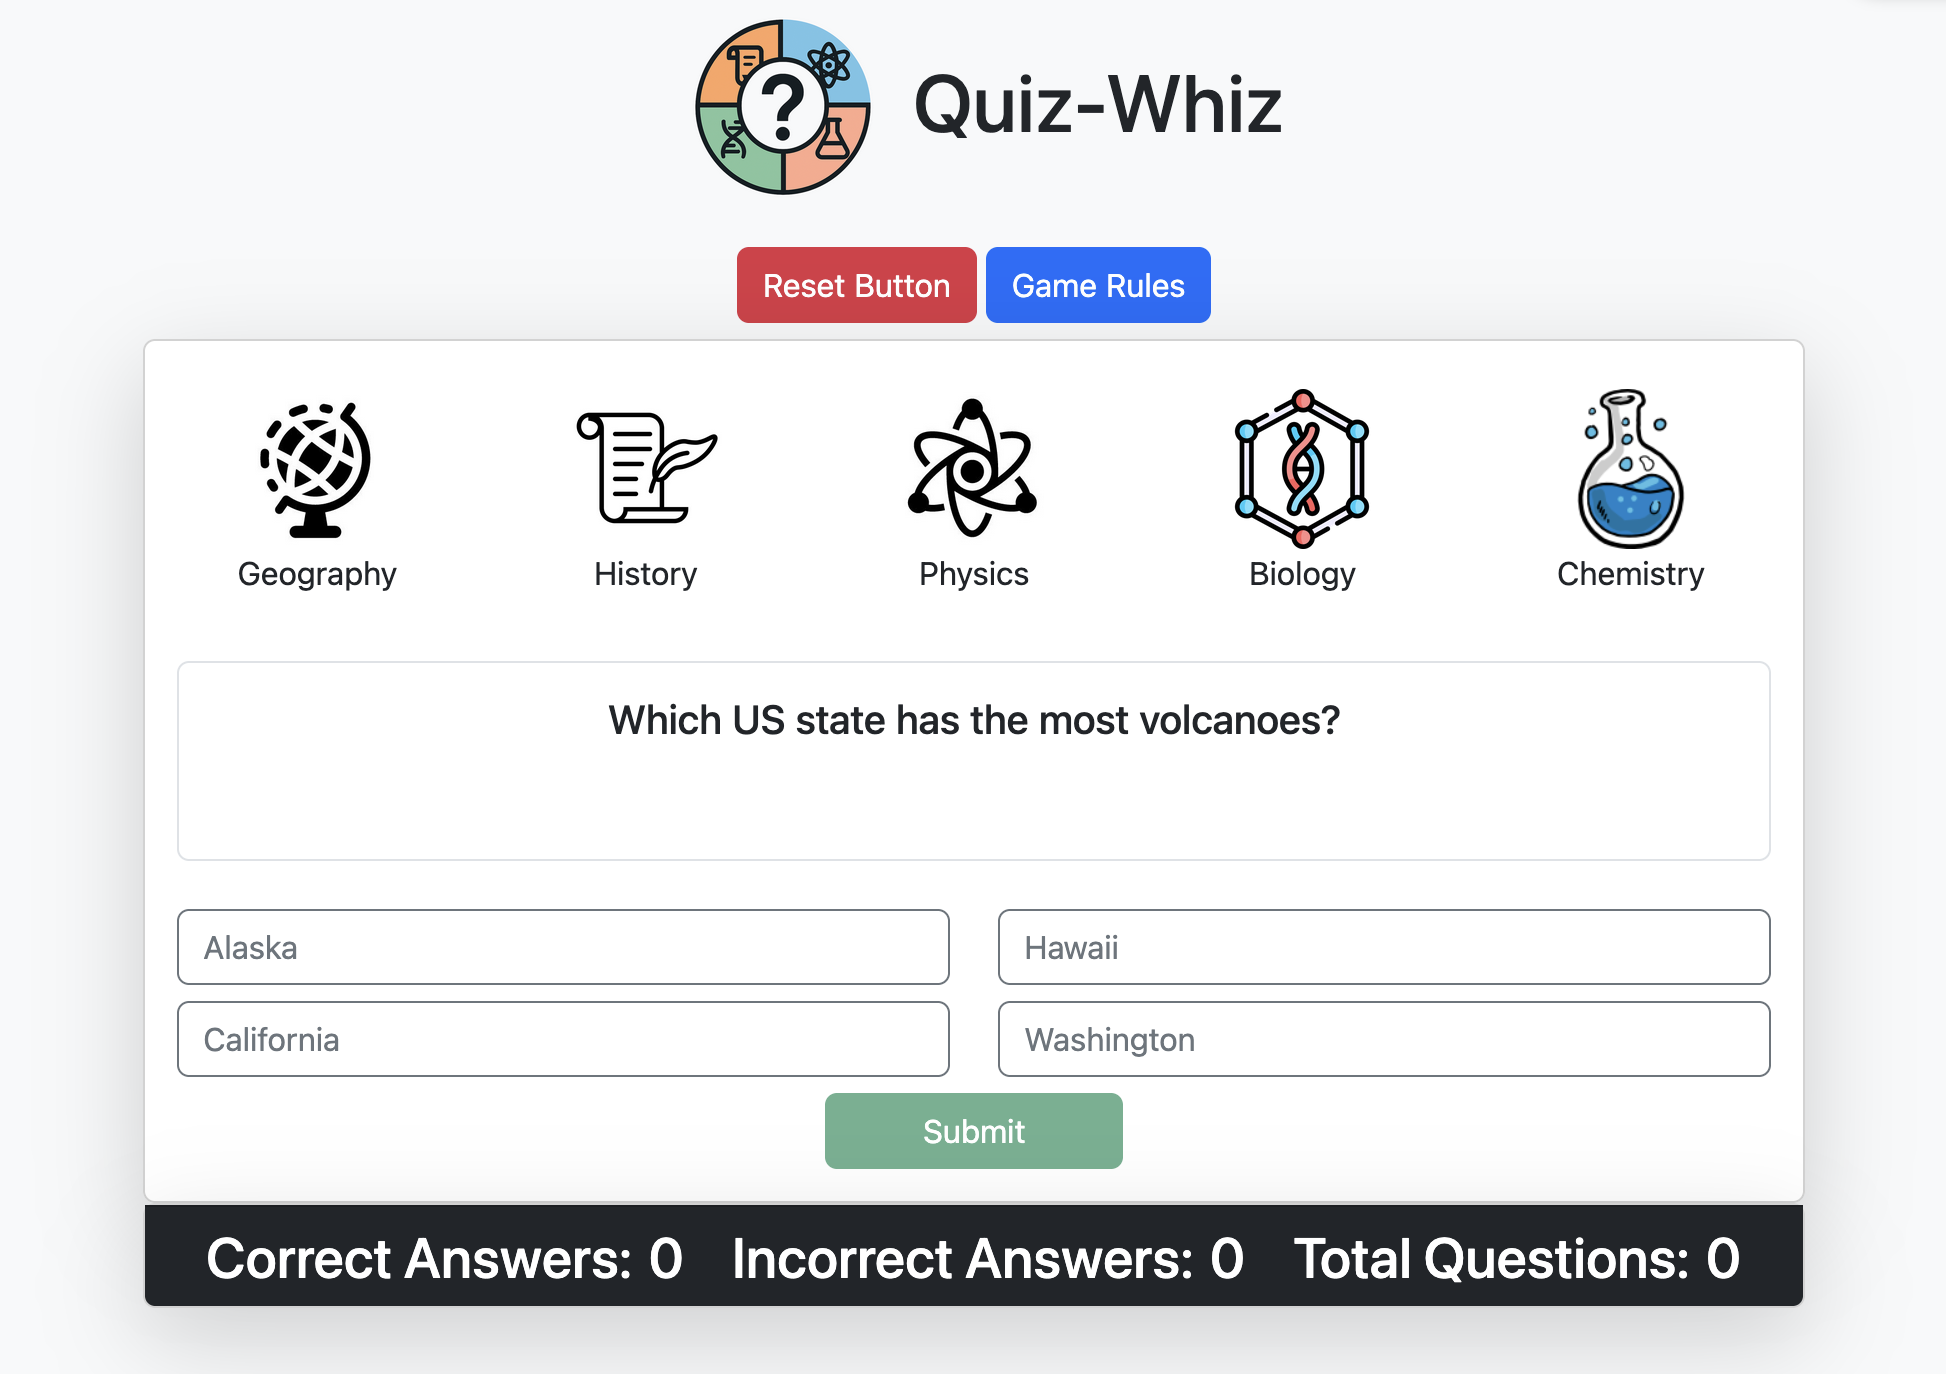 ?
Quiz-Whiz
Reset Button Game Rules
Geography History Physics Biology Chemistry
Which US state has the most volcanoes?
Alaska Hawaii
California Washington
Submit
Correct Answers: 0 Incorrect Answers: 0 Total Questions: 0